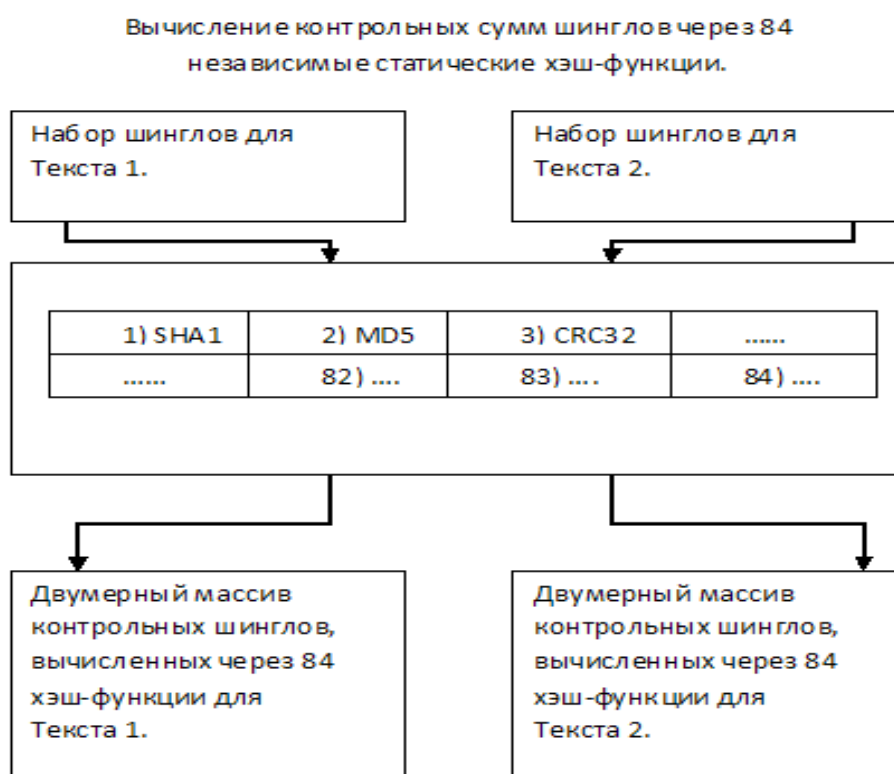 Вычисление контрольных сумм шинглов через 84
независимые статические хэш-функции.
Набор шинглов для
Текста 1.
Набор шинглов для
Текста 2.
1) SHA1 2) MD5 3) CRC32 ......
...... 82) .... 83) .... 84) ....
Двумерный массив
контрольных шинглов,
вычисленных через 84
хэш-функции для
Текста 1.
Двумерный массив
контрольных шинглов,
вычисленных через 84
хэш-функции для
Текста 2.